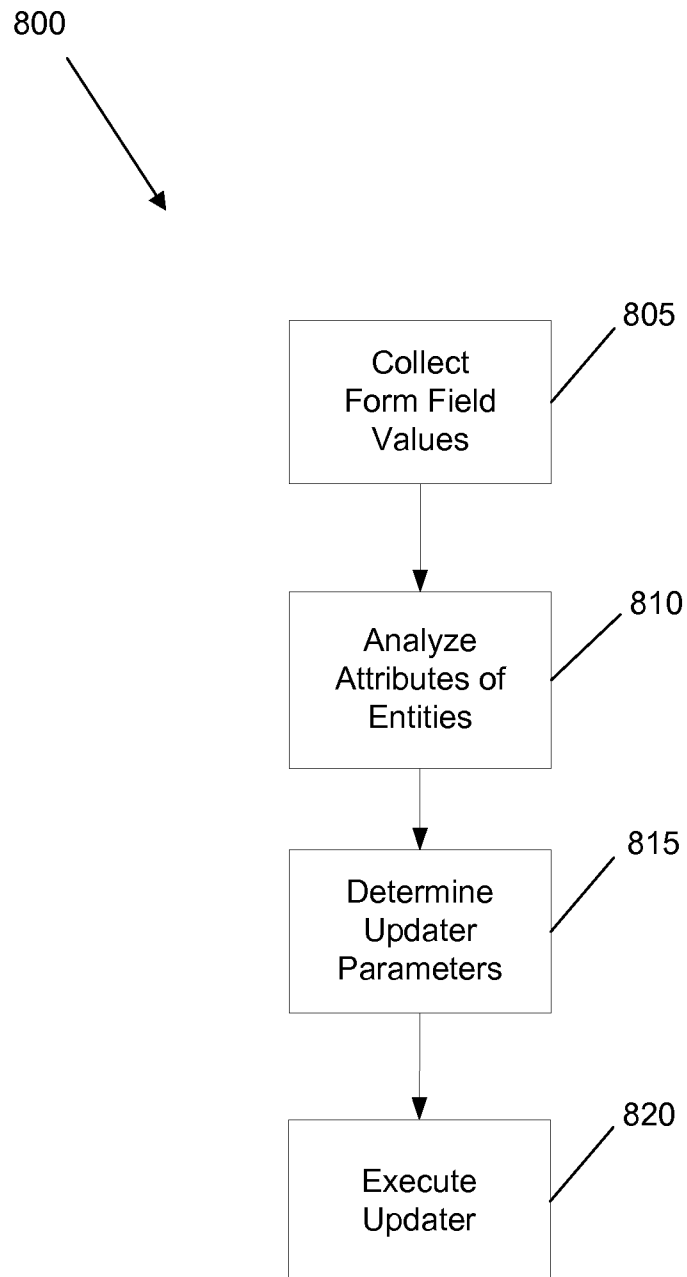 800
805
Collect
Form Field
Values
810
Analyze
Attributes of
Entities
815
Determine
Updater
Parameters
820
Execute
Updater